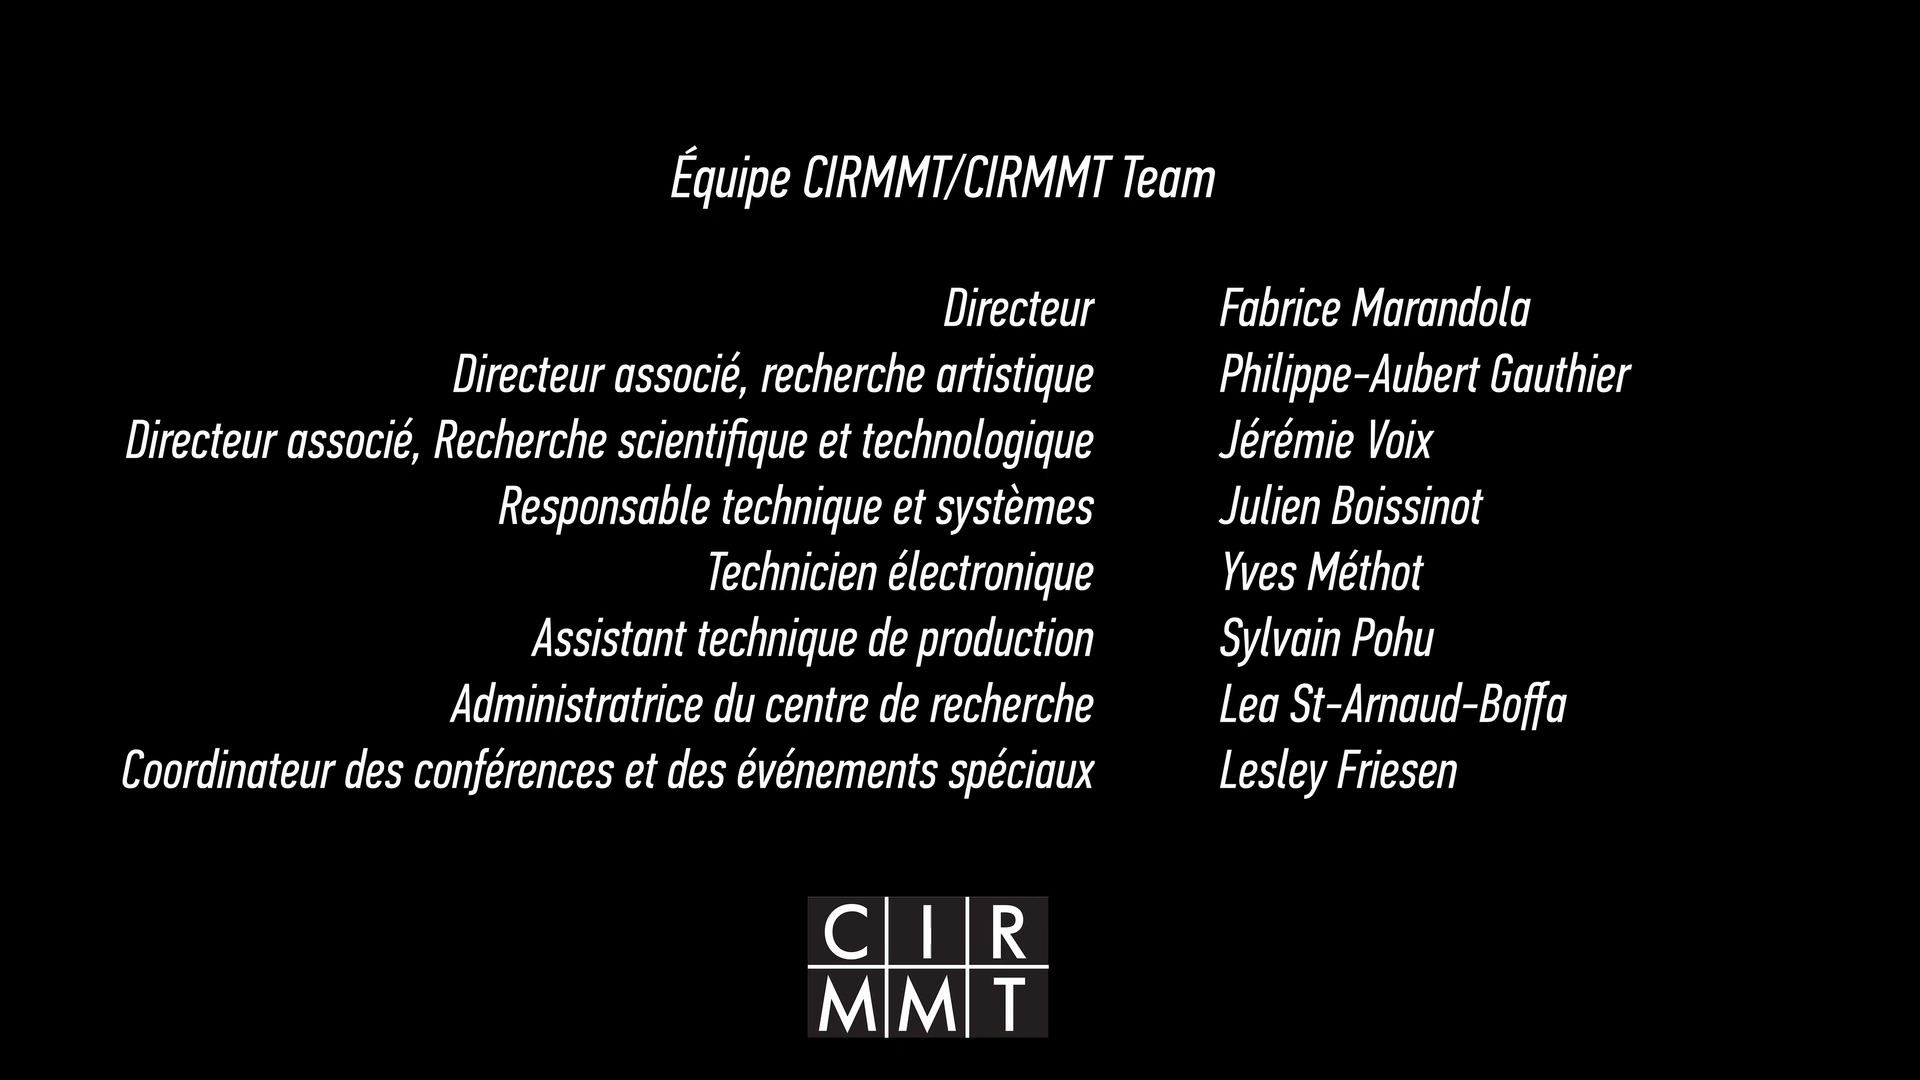 Équipe CIRMMT/CIRMMT Team
Directeur Fabrice Marandola
Directeur associé, recherche artistique Philippe-Aubert Gauthier
Directeur associé, Recherche scientifique et technologique Jérémie Voix
Responsable technique et systèmes Julien Boissinot
Technicien électronique Yves Méthot
Assistant technique de production Sylvain Pohu
Administratrice du centre de recherche Lea St-Arnaud-Boffa
Coordinateur des conférences et des événements spéciaux Lesley Friesen
CIR
MMT